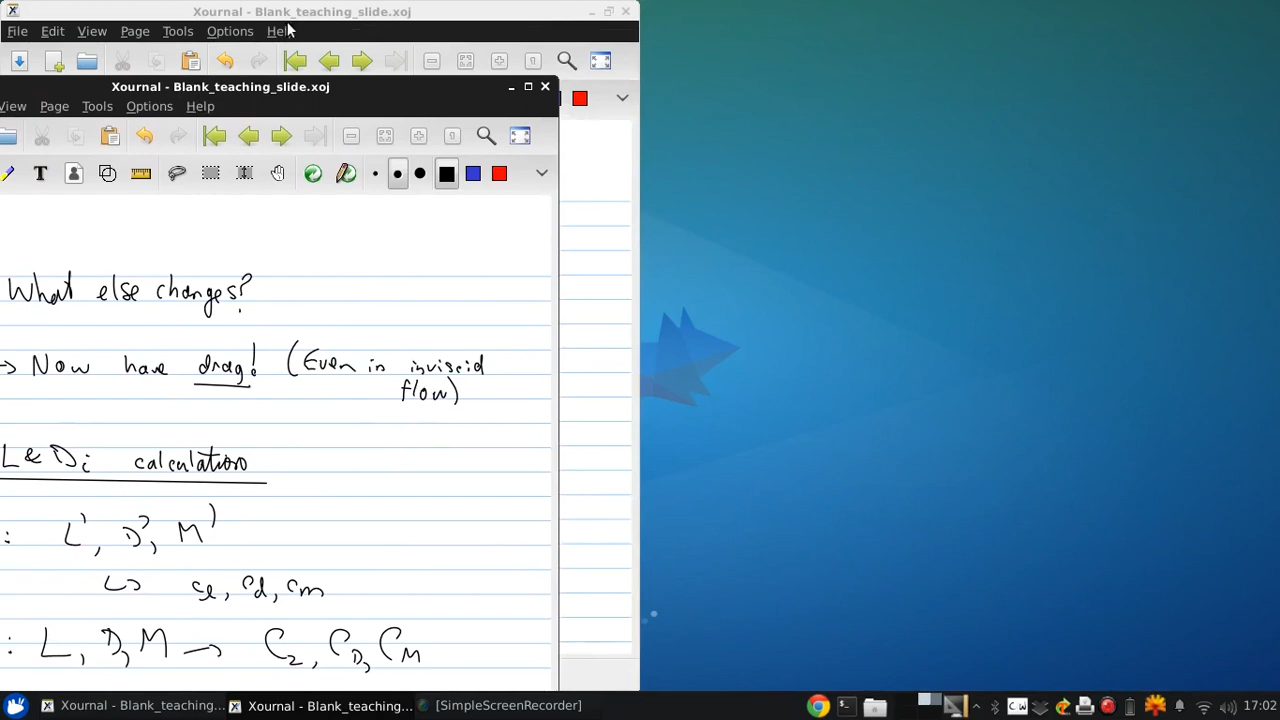 Xournal - Blank_teaching_slide.xoj
File Edit View Page Tools Options Help
Xournal - Blank_teaching_slide.xoj
View Page Tools Options Help
T
What else changes?
→ Now have drag! (Even in inviscid
flow)
L & Di calculation
: L', D', M'
↳ cl, cd, cm
: L, D, M → CL, CD, CM
Xournal - Blank_teaching... Xournal - Blank_teaching... [SimpleScreenRecorder] CW 17:02